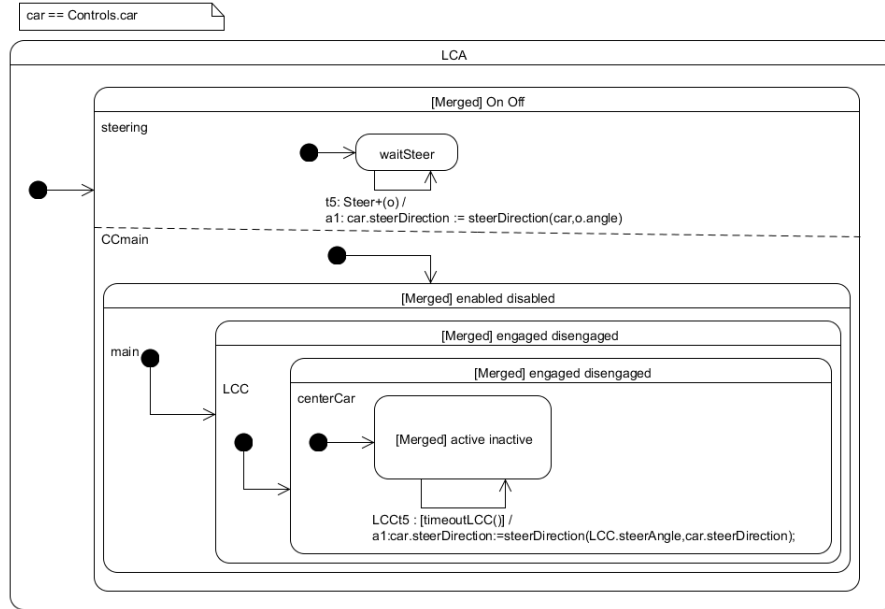 car == Controls.car
LCA
[Merged] On Off
steering
waitSteer
t5: Steer+(o) /
a1: car.steerDirection := steerDirection(car,o.angle)
CCmain
[Merged] enabled disabled
main
[Merged] engaged disengaged
LCC
[Merged] engaged disengaged
centerCar
[Merged] active inactive
LCCt5 : [timeoutLCC()] /
a1:car.steerDirection:=steerDirection(LCC.steerAngle,car.steerDirection);